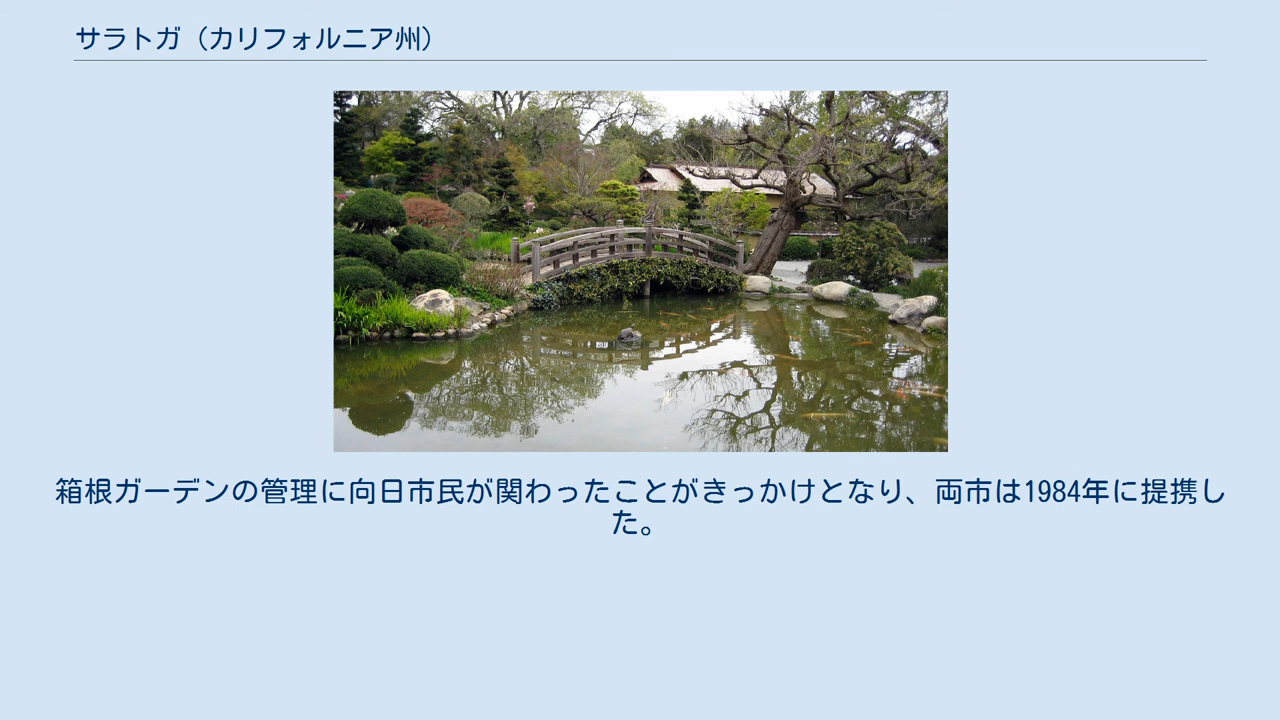 サラトガ（カリフォルニア州）
箱根ガーデンの管理に向日市民が関わったことがきっかけとなり、両市は1984年に提携し
た。